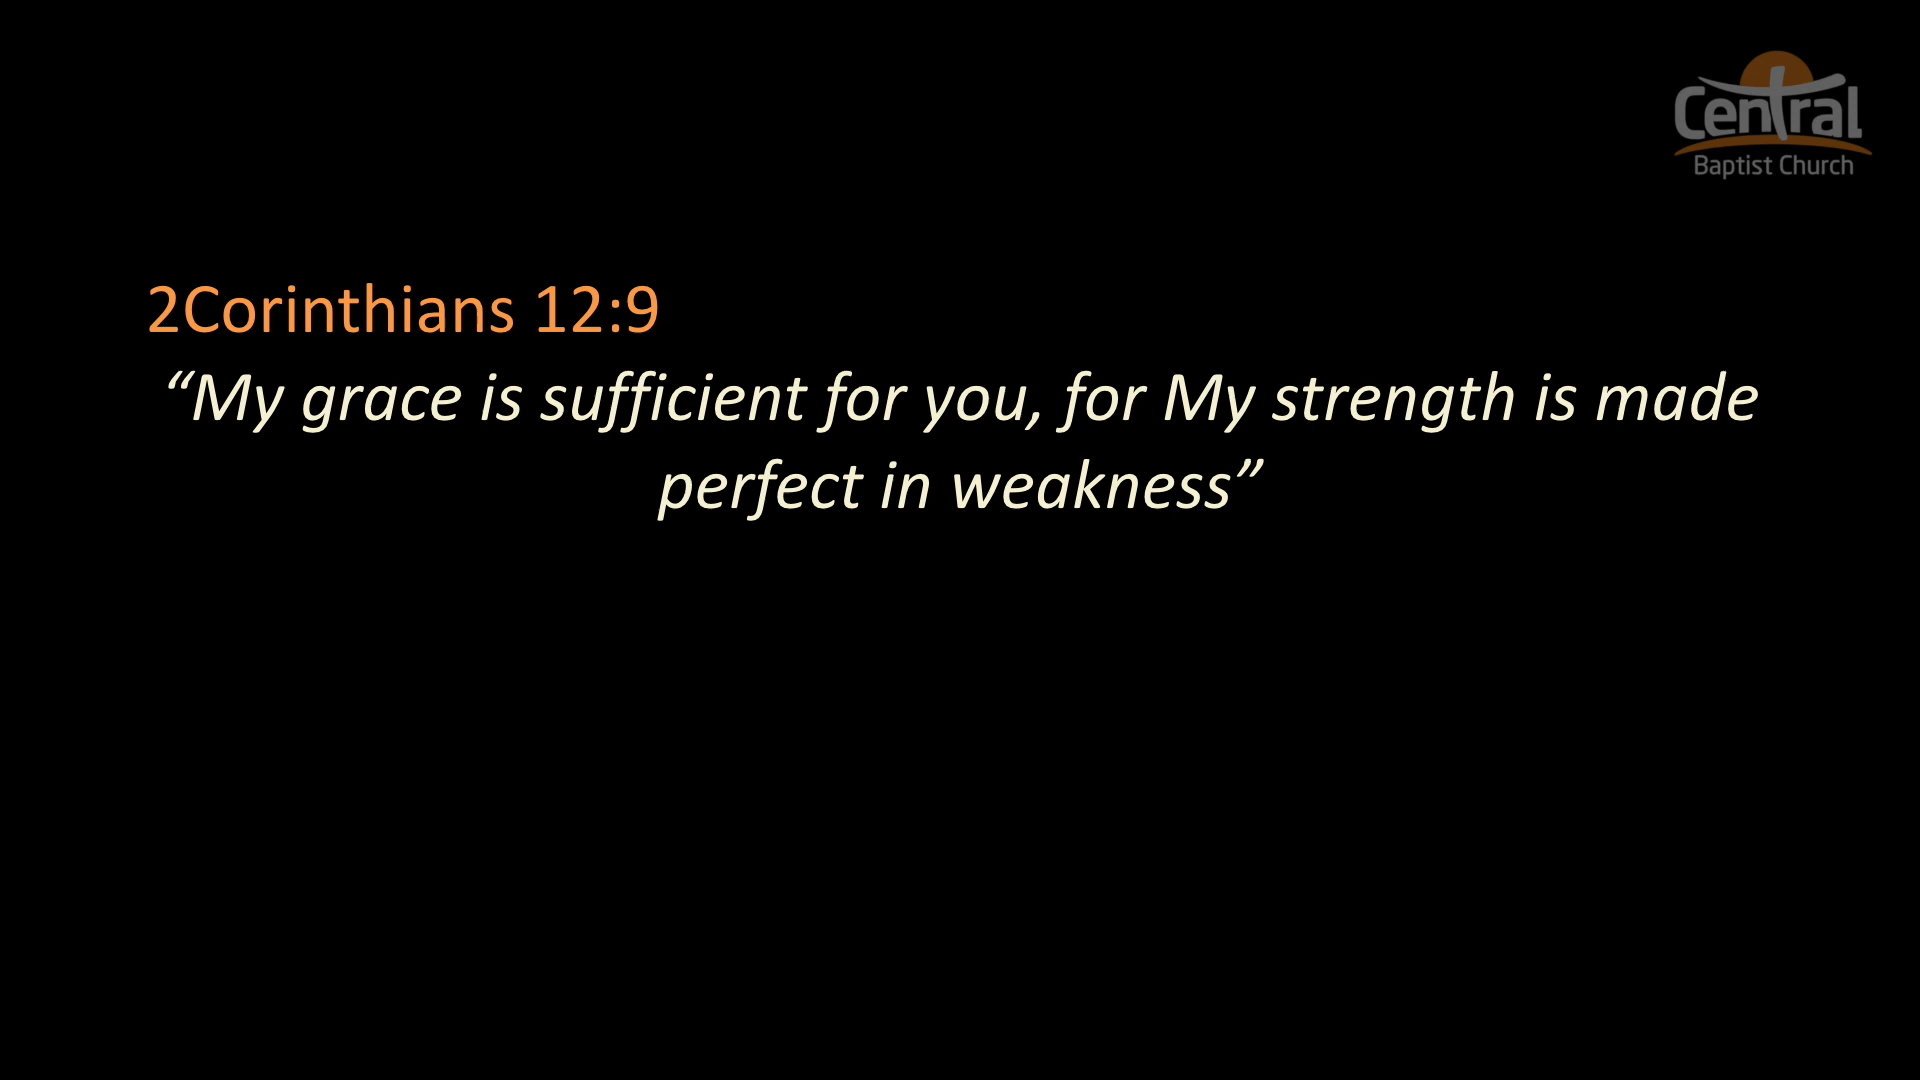 Central
Baptist Church
2Corinthians 12:9
“My grace is sufficient for you, for My strength is made
perfect in weakness”